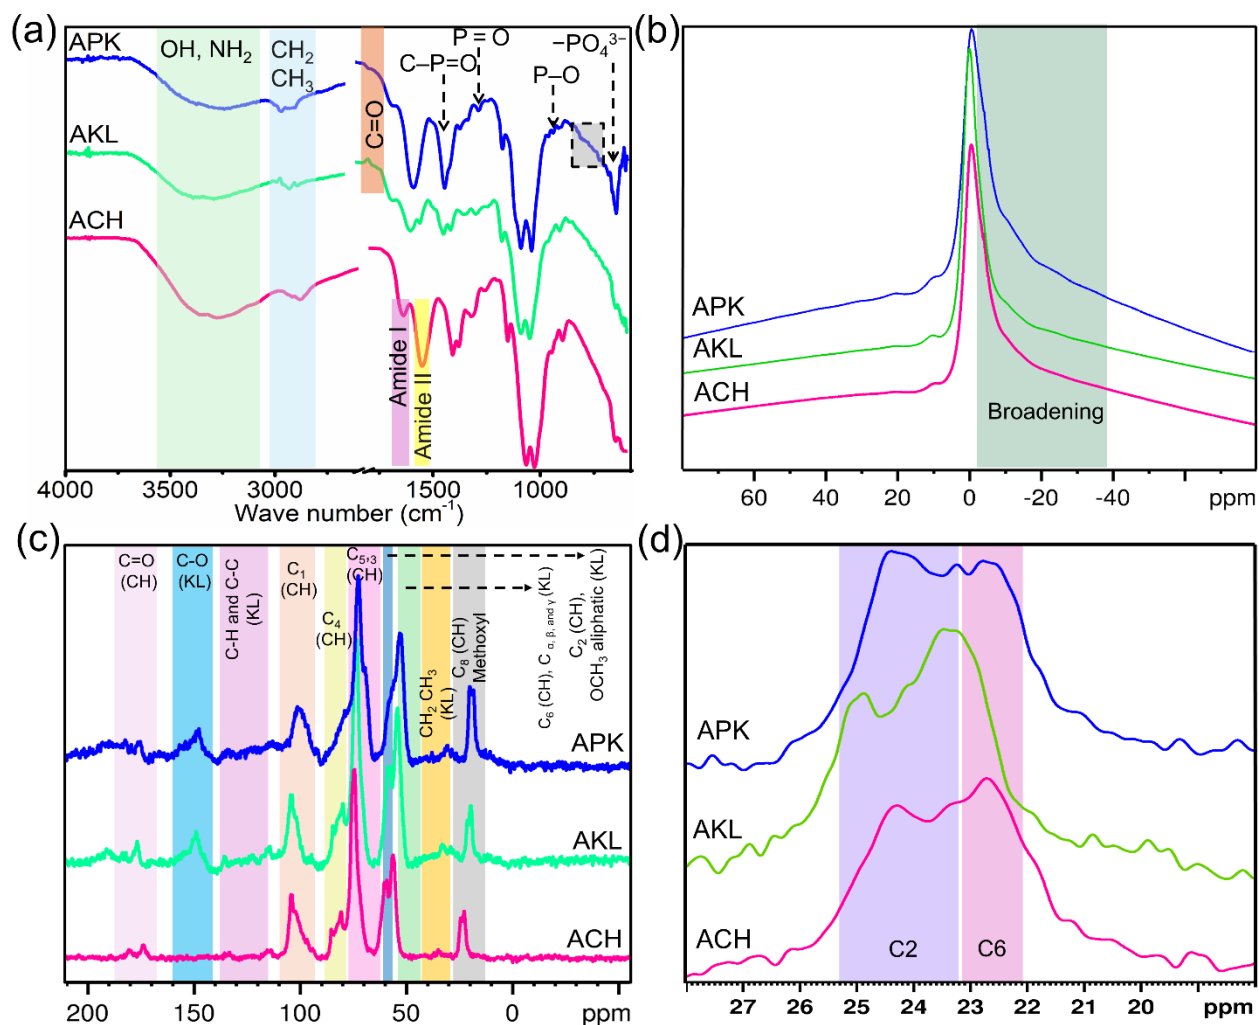 (a)
APK
AKL
ACH
OH, NH₂
CH₂
CH₃
C=O
C–P=O
P=O
P–O
−PO₄³⁻
Amide I
Amide II
4000 3500 3000 1500 1000
Wave number (cm⁻¹)
(b)
APK
AKL
ACH
Broadening
60 40 20 0 -20 -40 ppm
(c)
C=O
(CH)
C-O
(KL)
C-H and C-C
(KL)
C₁
(CH)
C₄
(CH)
C₅,₃
(CH)
CH₂ CH₃
(KL)
C₈ (CH)
Methoxyl
C₆ (CH), C α, β, and γ (KL)
C₂ (CH),
OCH₃ aliphatic (KL)
APK
AKL
ACH
200 150 100 50 0 ppm
(d)
APK
AKL
ACH
C2
C6
27 26 25 24 23 22 21 20 ppm